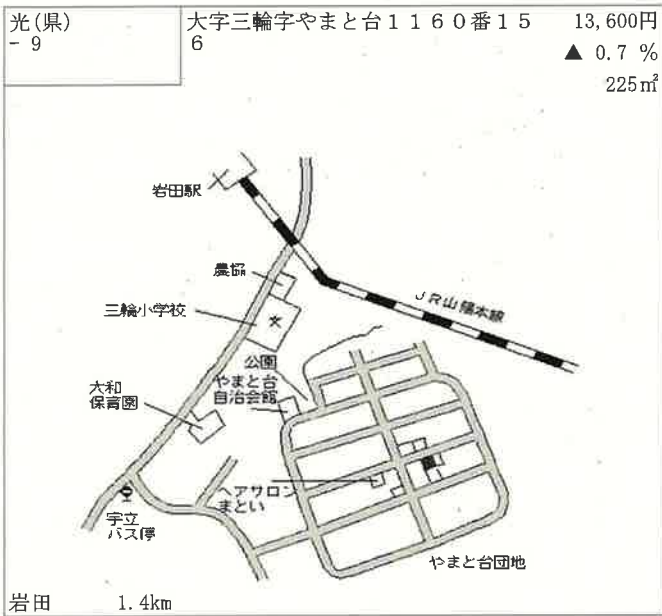 光(県)
- 9
大字三輪字やまと台１１６０番１５
6
13,600円
▲ 0.7 %
225㎡
岩田駅
農協
三輪小学校
文
JR山陽本線
公園
やまと台
自治会館
大和
保育園
ヘアサロン
まとい
宇立
バス停
やまと台団地
岩田 1.4km